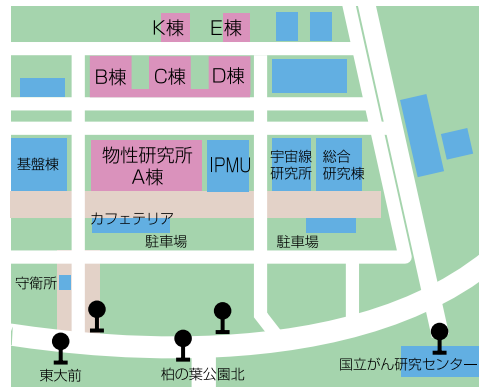 K棟 E棟
B棟 C棟 D棟
基盤棟
物性研究所
A棟
IPMU
宇宙線
研究所
総合
研究棟
カフェテリア
駐車場 駐車場
守衛所
東大前
柏の葉公園北
国立がん研究センター